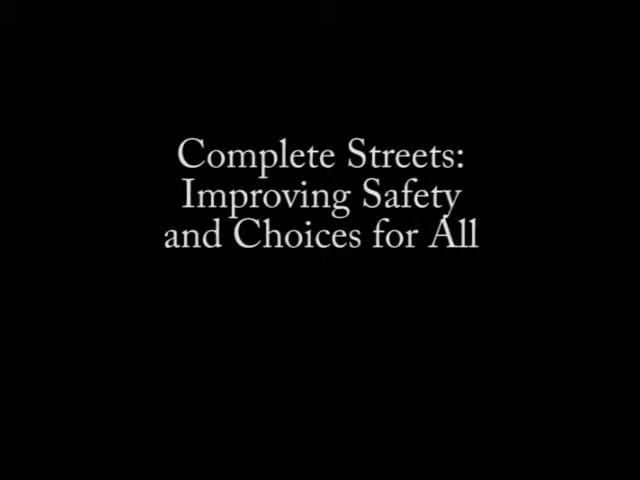 Complete Streets:
Improving Safety
and Choices for All